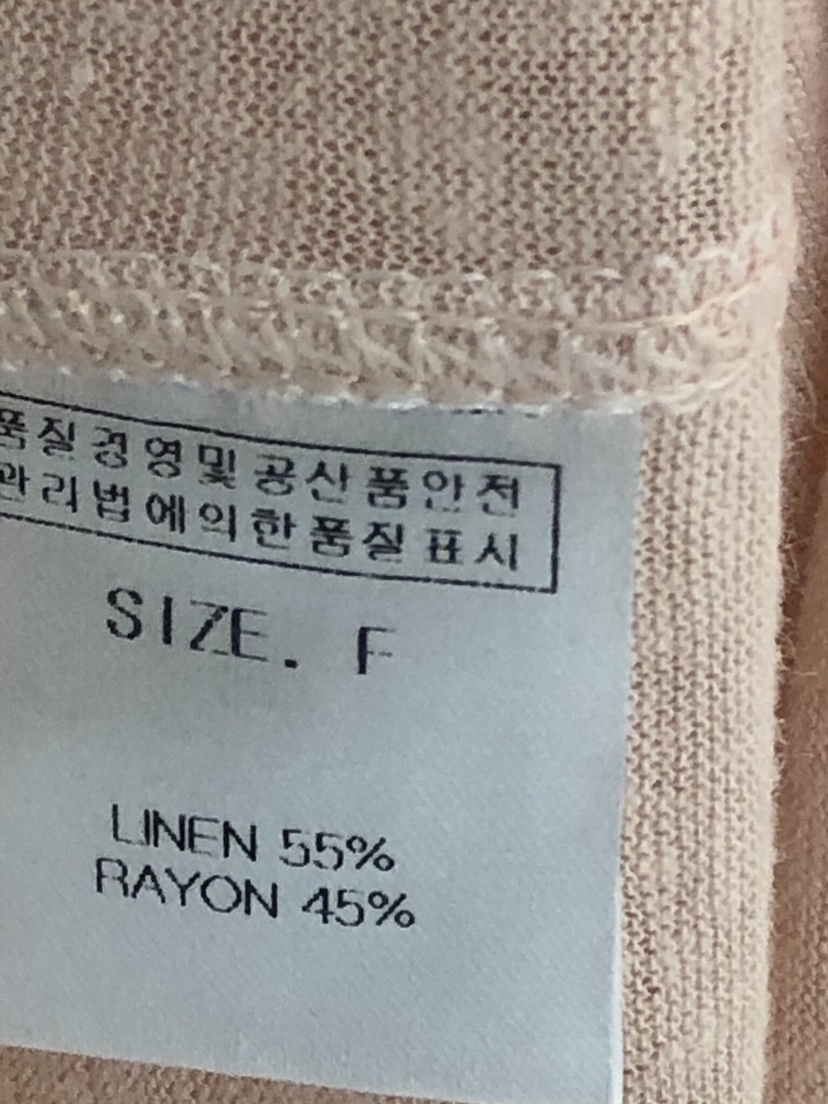 품질경영및공산품안전
관리법에의한품질표시
SIZE. F
LINEN 55%
RAYON 45%